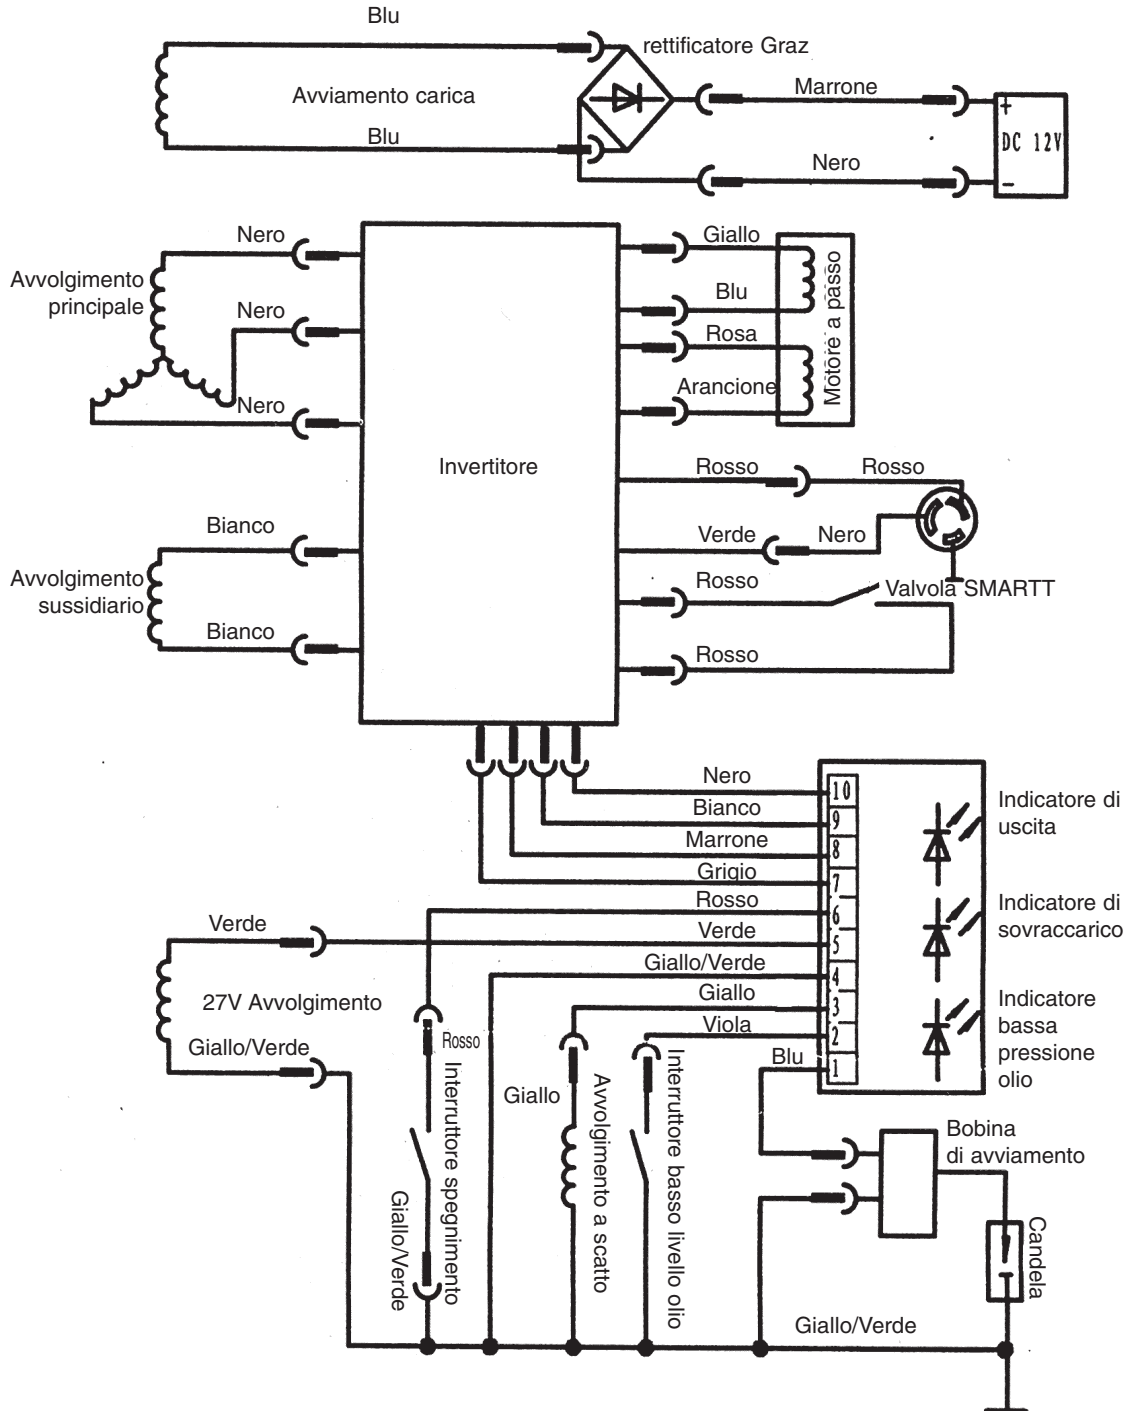 Blu
rettificatore Graz
Avviamento carica
Marrone
Blu
+
DC 12V
Nero
−
Nero
Giallo
Avvolgimento
principale
Blu
Nero
Rosa
Motore a passo
Arancione
Nero
Invertitore
Rosso
Rosso
Bianco
Verde
Nero
Avvolgimento
sussidiario
Rosso
Valvola SMARTT
Bianco
Rosso
Nero
10
Indicatore di
uscita
Bianco
9
Marrone
8
Grigio
7
Rosso
6
Indicatore di
sovraccarico
Verde
Verde
5
Giallo/Verde
4
27V Avvolgimento
Giallo
3
Indicatore
bassa
pressione
olio
Viola
2
Giallo/Verde
Rosso
Blu
1
Giallo
Interruttore spegnimento
Avvolgimento a scatto
Interruttore basso livello olio
Bobina
di avviamento
Giallo/Verde
Candela
Giallo/Verde